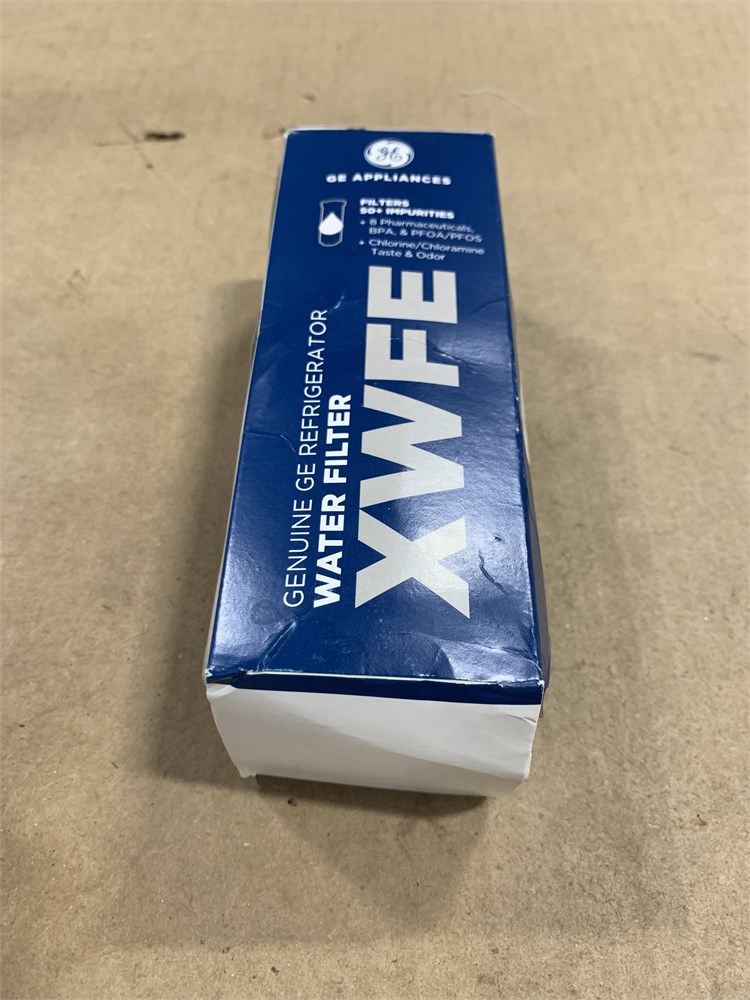 GE
GE APPLIANCES
FILTERS
50+ IMPURITIES
+ 8 Pharmaceuticals,
BPA, & PFOA/PFOS
+ Chlorine/Chloramine
Taste & Odor
GENUINE GE REFRIGERATOR
WATER FILTER
XWFE